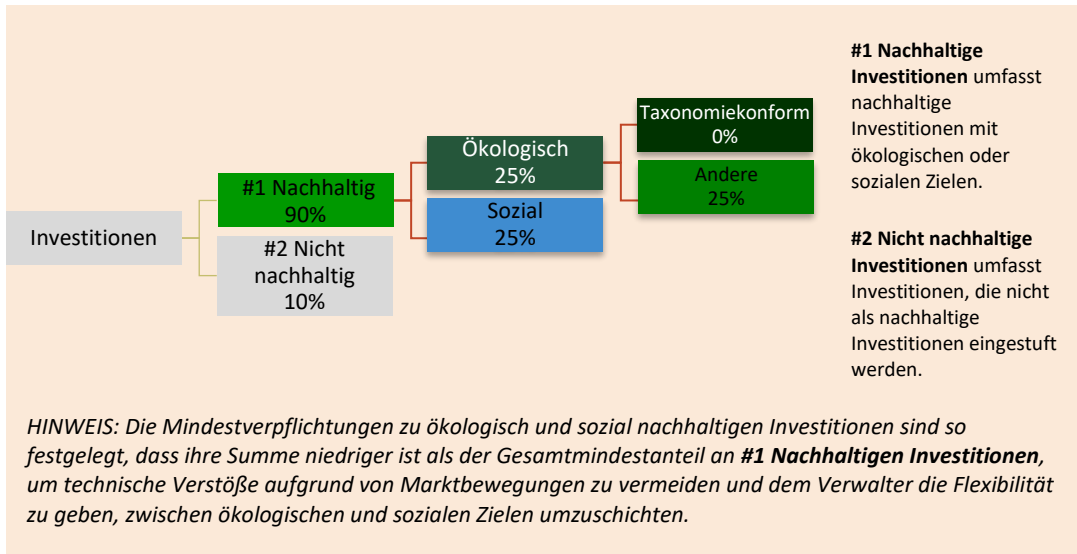 Investitionen
#1 Nachhaltig
90%
#2 Nicht
nachhaltig
10%
Ökologisch
25%
Sozial
25%
Taxonomiekonform
0%
Andere
25%
#1 Nachhaltige
Investitionen umfasst
nachhaltige
Investitionen mit
ökologischen oder
sozialen Zielen.
#2 Nicht nachhaltige
Investitionen umfasst
Investitionen, die nicht
als nachhaltige
Investitionen eingestuft
werden.
HINWEIS: Die Mindestverpflichtungen zu ökologisch und sozial nachhaltigen Investitionen sind so
festgelegt, dass ihre Summe niedriger ist als der Gesamtmindestanteil an #1 Nachhaltigen Investitionen,
um technische Verstöße aufgrund von Marktbewegungen zu vermeiden und dem Verwalter die Flexibilität
zu geben, zwischen ökologischen und sozialen Zielen umzuschichten.